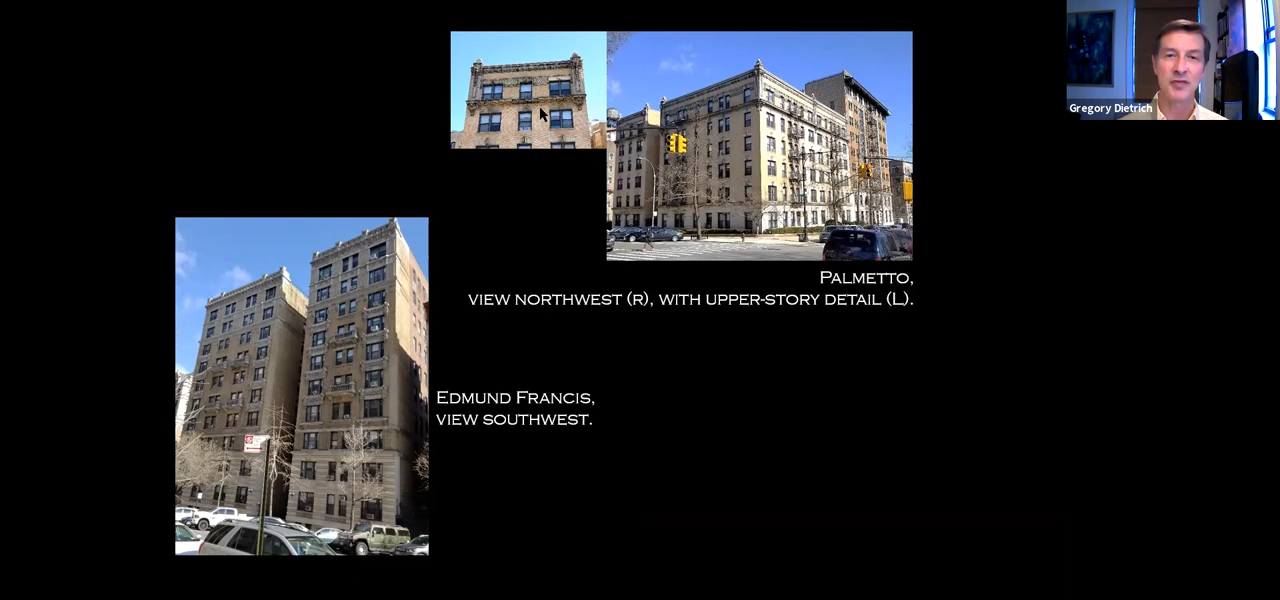 Gregory Dietrich
Palmetto,
view northwest (R), with upper-story detail (L).
Edmund Francis,
view southwest.